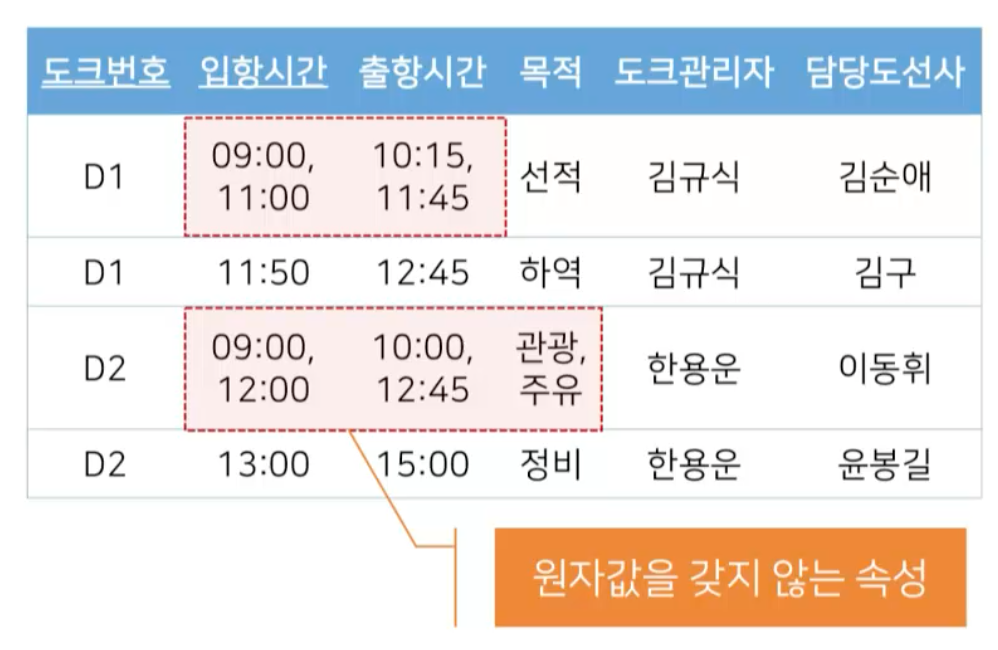 도크번호 입항시간 출항시간 목적 도크관리자 담당도선사
D1 09:00, 11:00 10:15, 11:45 선적 김규식 김순애
D1 11:50 12:45 하역 김규식 김구
D2 09:00, 12:00 10:00, 12:45 관광, 주유 한용운 이동휘
D2 13:00 15:00 정비 한용운 윤봉길
원자값을 갖지 않는 속성